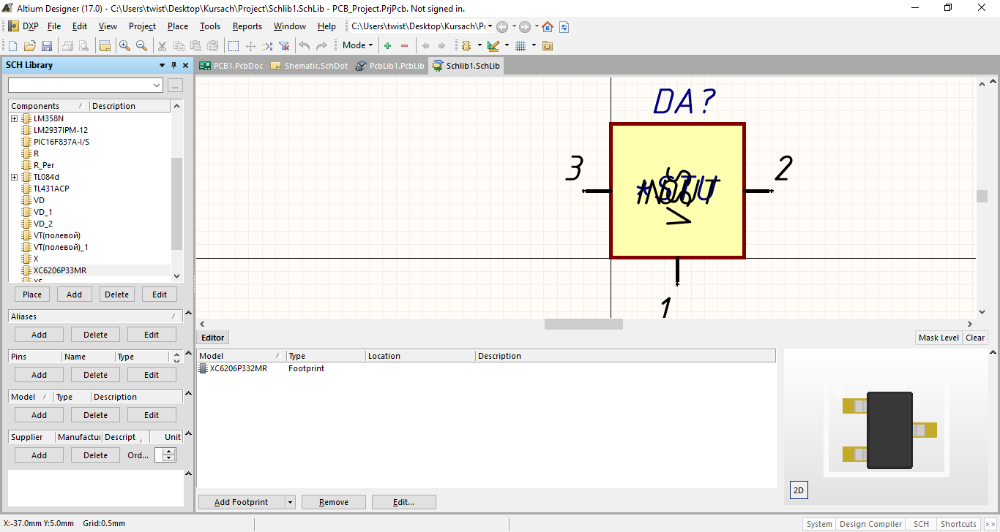 Altium Designer (17.0) - C:\Users\twist\Desktop\Kursach\Project\Schlib1.SchLib - PCB_Project.PrjPcb. Not signed in.
DXP File Edit View Project Place Tools Reports Window Help C:\Users\twist\Desktop\Kursach\P
Mode
SCH Library
PCB1.PcbDoc Shematic.SchDot PcbLib1.PcbLib Schlib1.SchLib
...
Components Description
LM358N
LM2937IPM-12
PIC16F837A-I/S
R
R_Per
TL084d
TL431ACP
VD
VD_1
VD_2
VT(полевой)
VT(полевой)_1
X
XC6206P33MR
XS
Place Add Delete Edit
Aliases
Add Delete Edit
Pins Name Type
Add Delete Edit
Model Type Description
Add Delete Edit
Supplier Manufactu Descript Unit
Add Delete Ord...
DA?
3
2
1
Editor
Mask Level Clear
Model Type Location Description
XC6206P332MR Footprint
2D
Add Footprint Remove Edit...
X:-37.0mm Y:5.0mm Grid:0.5mm
System Design Compiler SCH Shortcuts >>